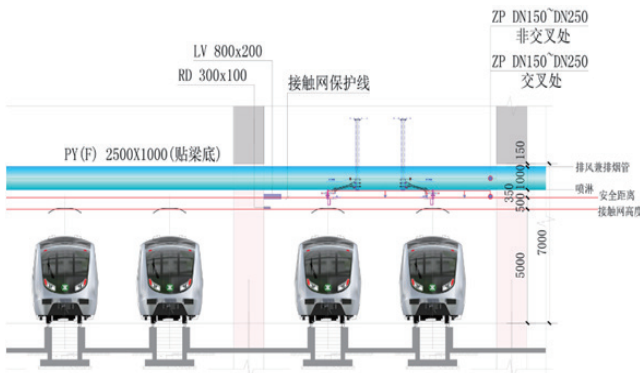 ZP DN150~DN250
非交叉处
LV 800x200
ZP DN150~DN250
RD 300x100
接触网保护线
交叉处
PY(F) 2500X1000(贴梁底)
150
排风兼排烟管
1000
喷淋
350
安全距离
500
接触网高度
5000
7000